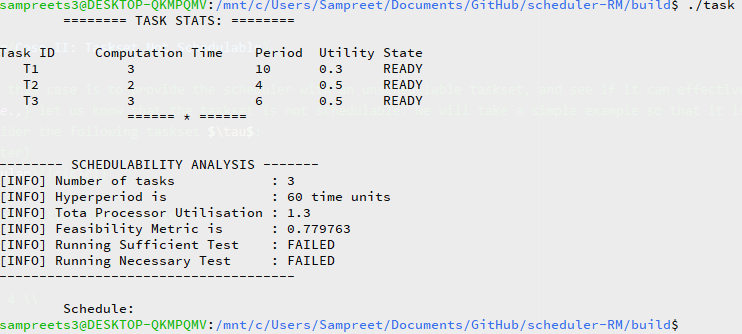 sampreets3@DESKTOP-QKMPQMV:/mnt/c/Users/Sampreet/Documents/GitHub/scheduler-RM/build$ ./task
======== TASK STATS: ========
Task ID Computation Time Period Utility State
T1 3 10 0.3 READY
T2 2 4 0.5 READY
T3 3 6 0.5 READY
====== * ======
-------- SCHEDULABILITY ANALYSIS -------
[INFO] Number of tasks : 3
[INFO] Hyperperiod is : 60 time units
[INFO] Tota Processor Utilisation : 1.3
[INFO] Feasibility Metric is : 0.779763
[INFO] Running Sufficient Test : FAILED
[INFO] Running Necessary Test : FAILED
-------------------------------------
Schedule:
sampreets3@DESKTOP-QKMPQMV:/mnt/c/Users/Sampreet/Documents/GitHub/scheduler-RM/build$